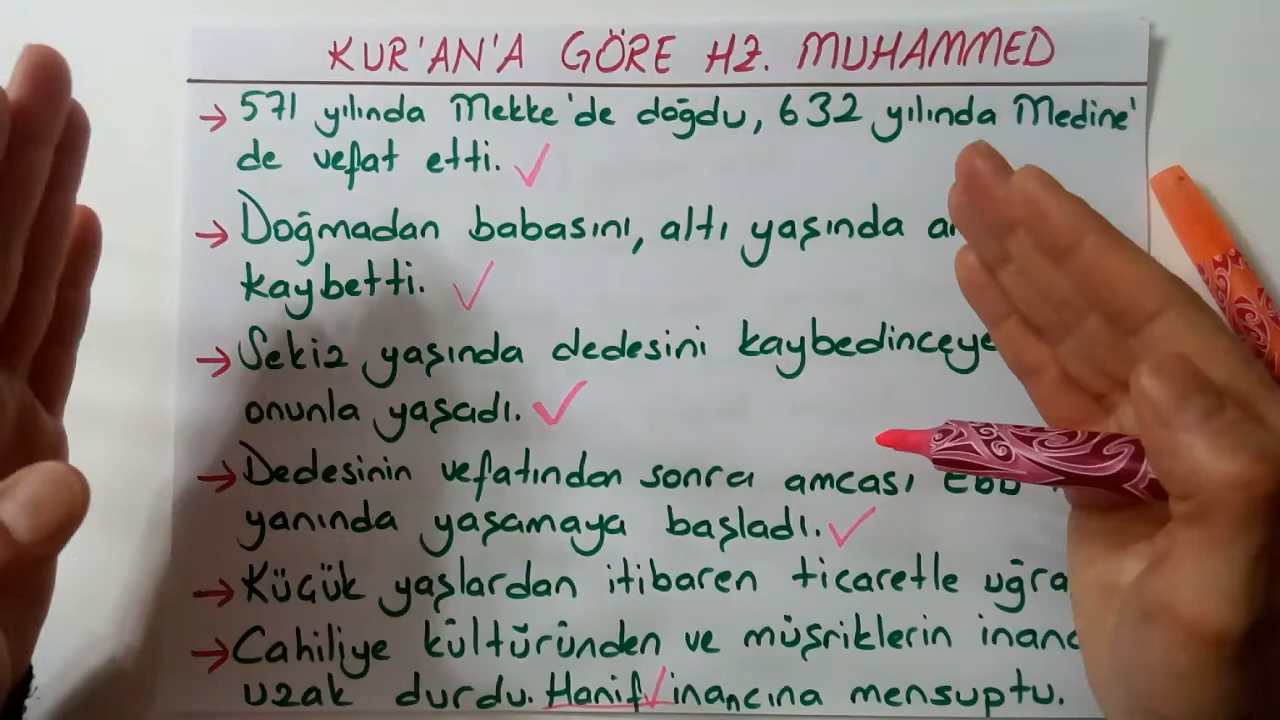 KUR'AN'A GÖRE HZ. MUHAMMED
→ 571 yılında Mekke'de doğdu, 632 yılında Medine'
de vefat etti. ✓
→ Doğmadan babasını, altı yaşında
kaybetti. ✓
→ Sekiz yaşında dedesini kaybedinceye
onunla yaşadı. ✓
→ Dedesinin vefatından sonra amcası
yanında yaşamaya başladı. ✓
→ Küçük yaşlardan itibaren ticaretle
→ Cahiliye kültüründen ve müşriklerin
uzak durdu. Hanif ✓ inancına mensuptu.